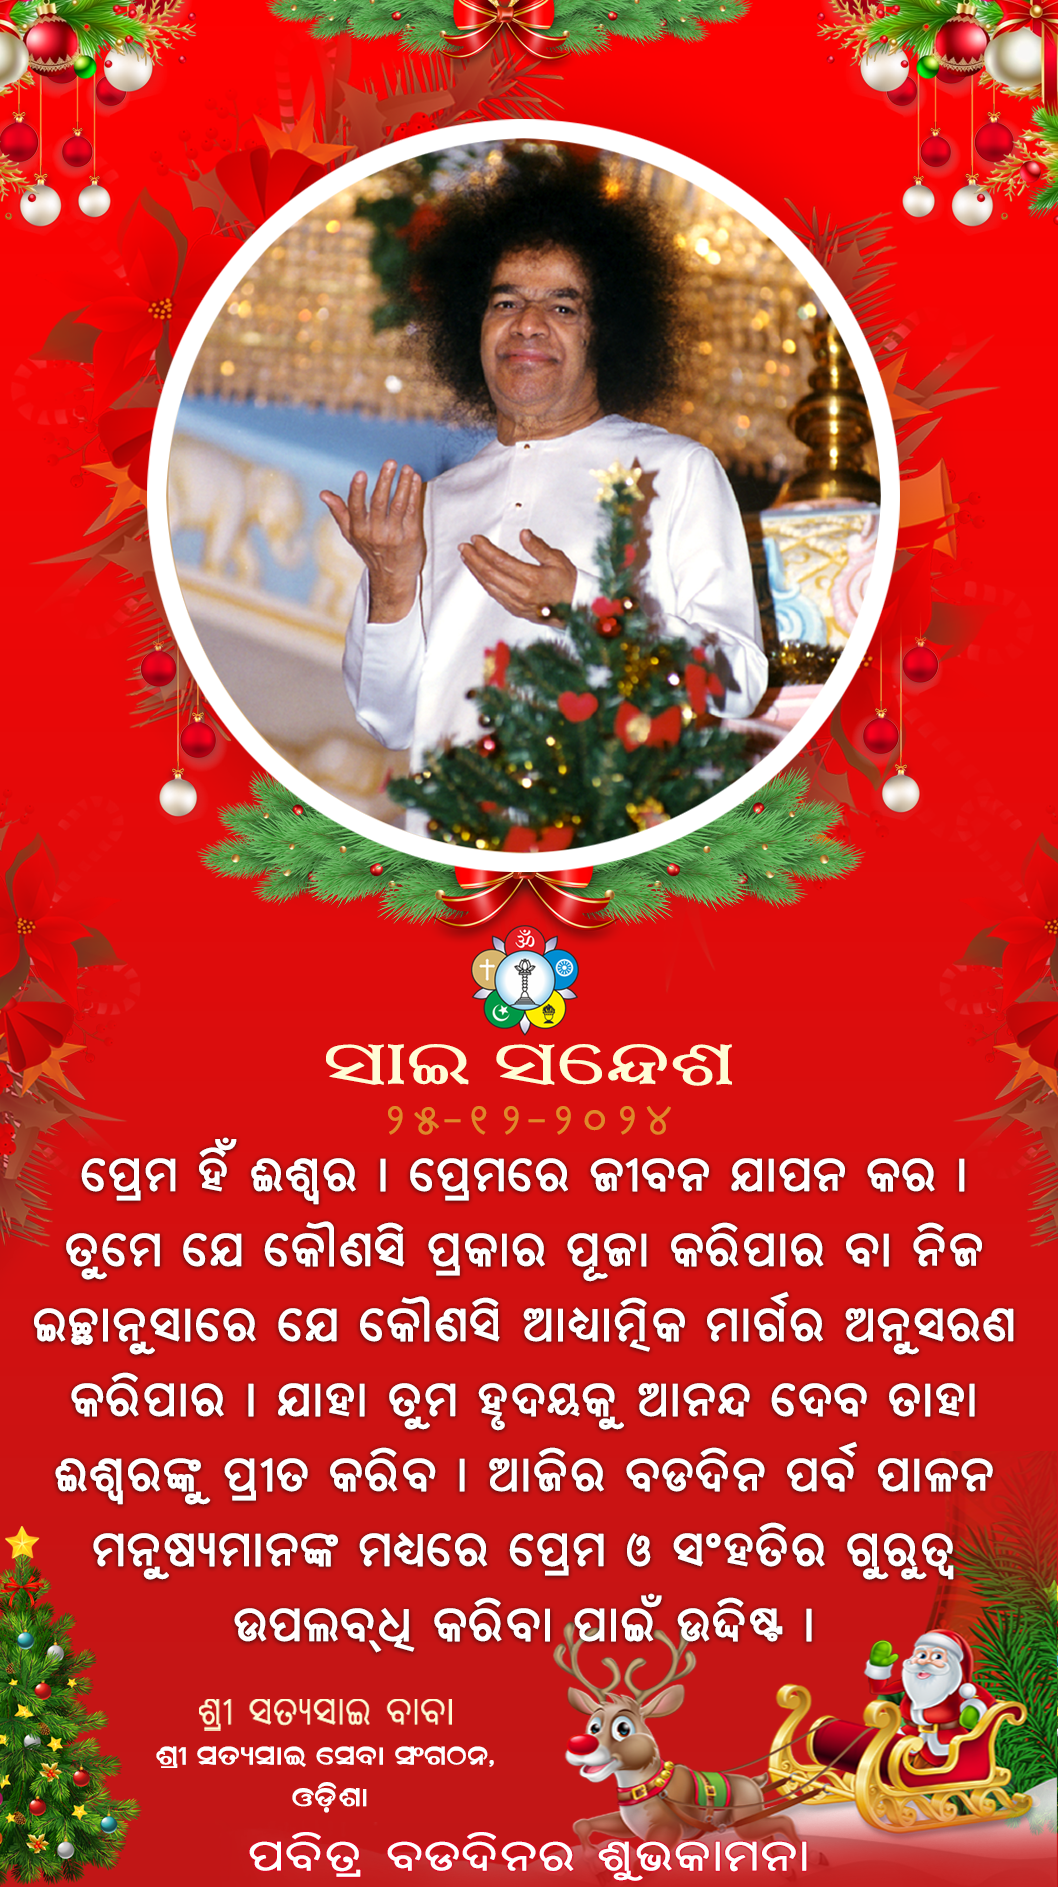 ସାଇ ସନ୍ଦେଶ
୨୫-୧୨-୨୦୨୪
ପ୍ରେମ ହିଁ ଈଶ୍ୱର । ପ୍ରେମରେ ଜୀବନ ଯାପନ କର ।
ତୁମେ ଯେ କୌଣସି ପ୍ରକାର ପୂଜା କରିପାର ବା ନିଜ
ଇଚ୍ଛାନୁସାରେ ଯେ କୌଣସି ଆଧ୍ୟାତ୍ମିକ ମାର୍ଗର ଅନୁସରଣ
କରିପାର । ଯାହା ତୁମ ହୃଦୟକୁ ଆନନ୍ଦ ଦେବ ତାହା
ଈଶ୍ୱରଙ୍କୁ ପ୍ରୀତ କରିବ । ଆଜିର ବଡଦିନ ପର୍ବ ପାଳନ
ମନୁଷ୍ୟମାନଙ୍କ ମଧ୍ୟରେ ପ୍ରେମ ଓ ସଂହତିର ଗୁରୁତ୍ୱ
ଉପଲବ୍ଧି କରିବା ପାଇଁ ଉଦ୍ଦିଷ୍ଟ ।
ଶ୍ରୀ ସତ୍ୟସାଇ ବାବା
ଶ୍ରୀ ସତ୍ୟସାଇ ସେବା ସଂଗଠନ,
ଓଡ଼ିଶା
ପବିତ୍ର ବଡଦିନର ଶୁଭକାମନା